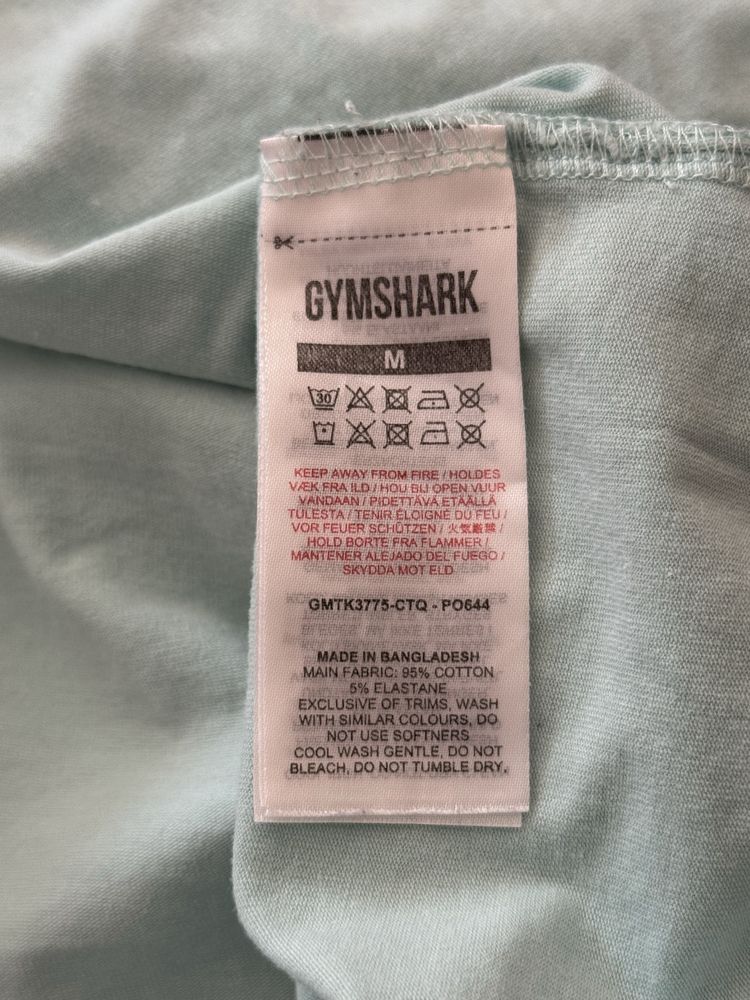 GYMSHARK
M
30
KEEP AWAY FROM FIRE / HOLDES
VÆK FRA ILD / HOU BIJ OPEN VUUR
VANDAAN / PIDETTÄVÄ ETÄÄLLÄ
TULESTA / TENIR ÉLOIGNÉ DU FEU /
VOR FEUER SCHÜTZEN / 火気厳禁 /
HOLD BORTE FRA FLAMMER /
MANTENER ALEJADO DEL FUEGO /
SKYDDA MOT ELD
GMTK3775-CTQ - PO644
MADE IN BANGLADESH
MAIN FABRIC: 95% COTTON
5% ELASTANE
EXCLUSIVE OF TRIMS, WASH
WITH SIMILAR COLOURS, DO
NOT USE SOFTNERS
COOL WASH GENTLE, DO NOT
BLEACH, DO NOT TUMBLE DRY,